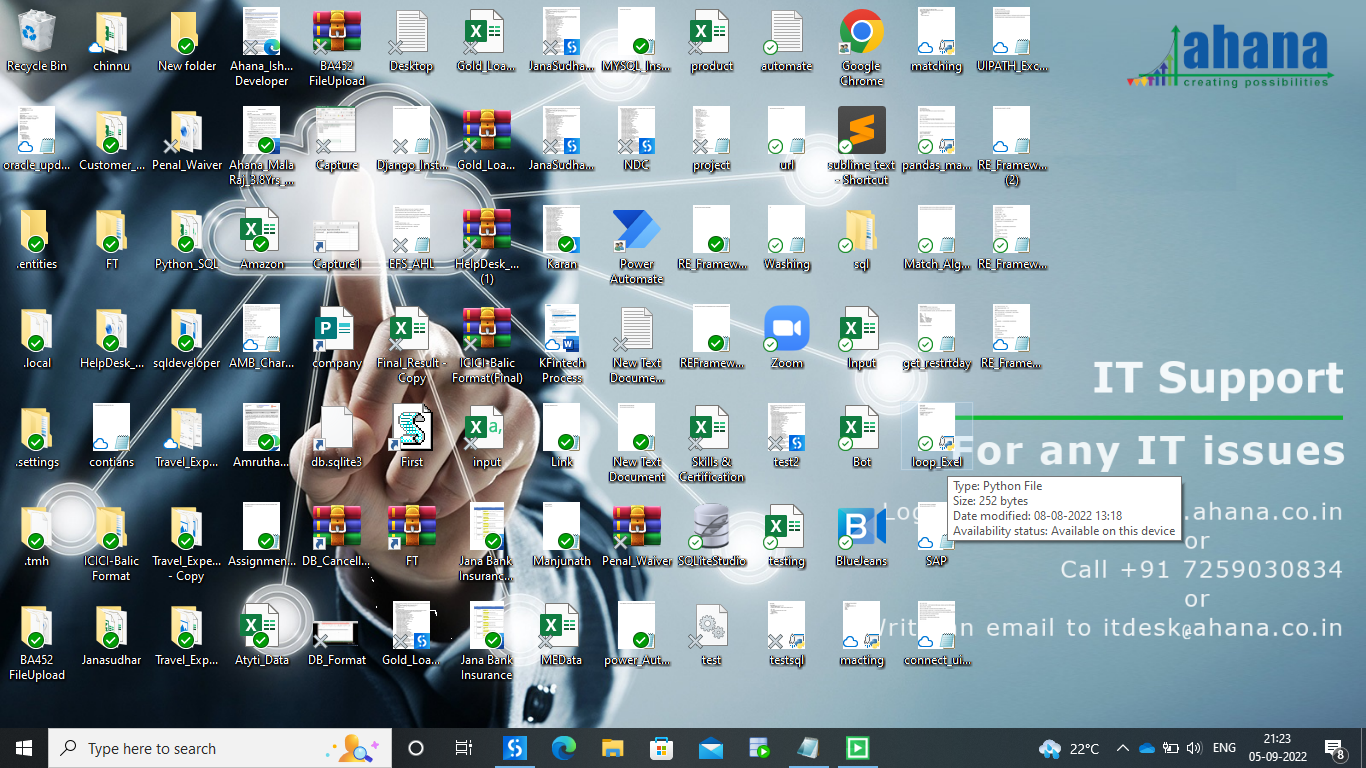 Recycle Bin
chinnu
New folder
Ahana_Ish...
Developer
BA452
FileUpload
Desktop
Gold_Loa...
JanaSudha...
MYSQL_Ins...
product
automate
Google
Chrome
matching
UIPATH_Exc...
ahana
creating possibilities
oracle_upd...
Customer_...
Penal_Waiver
Ahana_Mala
Raj_3.8Yrs_...
Capture
Django_Inst...
Gold_Loa...
JanaSudha...
NDC
project
url
sublime_text
- Shortcut
pandas_ma...
RE_Framew...
(2)
.entities
FT
Python_SQL
Amazon
Capture1
EFS_AHL
HelpDesk_...
(1)
Karan
Power
Automate
RE_Framew...
Washing
sql
Match_Alg...
RE_Framew...
.local
HelpDesk_...
sqldeveloper
AMB_Char...
company
Final_Result -
Copy
ICICI-Balic
Format(Final)
KFintech
Process
New Text
Docume...
REFramew...
Zoom
Input
get_restrtday
RE_Frame...
IT Support
.settings
contians
Travel_Exp...
Amrutha...
db.sqlite3
First
input
Link
New Text
Document
Skills &
Certification
test2
Bot
loop_Exel
For any IT issues
Type: Python File
Size: 252 bytes
Date modified: 08-08-2022 13:18
Availability status: Available on this device
.ahana.co.in
or
.tmh
ICICI-Balic
Format
Travel_Expe...
- Copy
Assignmen...
DB_Cancell...
FT
Jana Bank
Insuranc...
Manjunath
Penal_Waiver
SQLiteStudio
testing
BlueJeans
SAP
Call +91 7259030834
or
Write an email to itdesk@ahana.co.in
BA452
FileUpload
Janasudhar
Travel_Exp...
Atyti_Data
DB_Format
Gold_Loa...
Jana Bank
Insurance
MEData
power_Aut...
test
testsql
macting
connect_ui...
Type here to search
22°C
ENG
21:23
05-09-2022
8